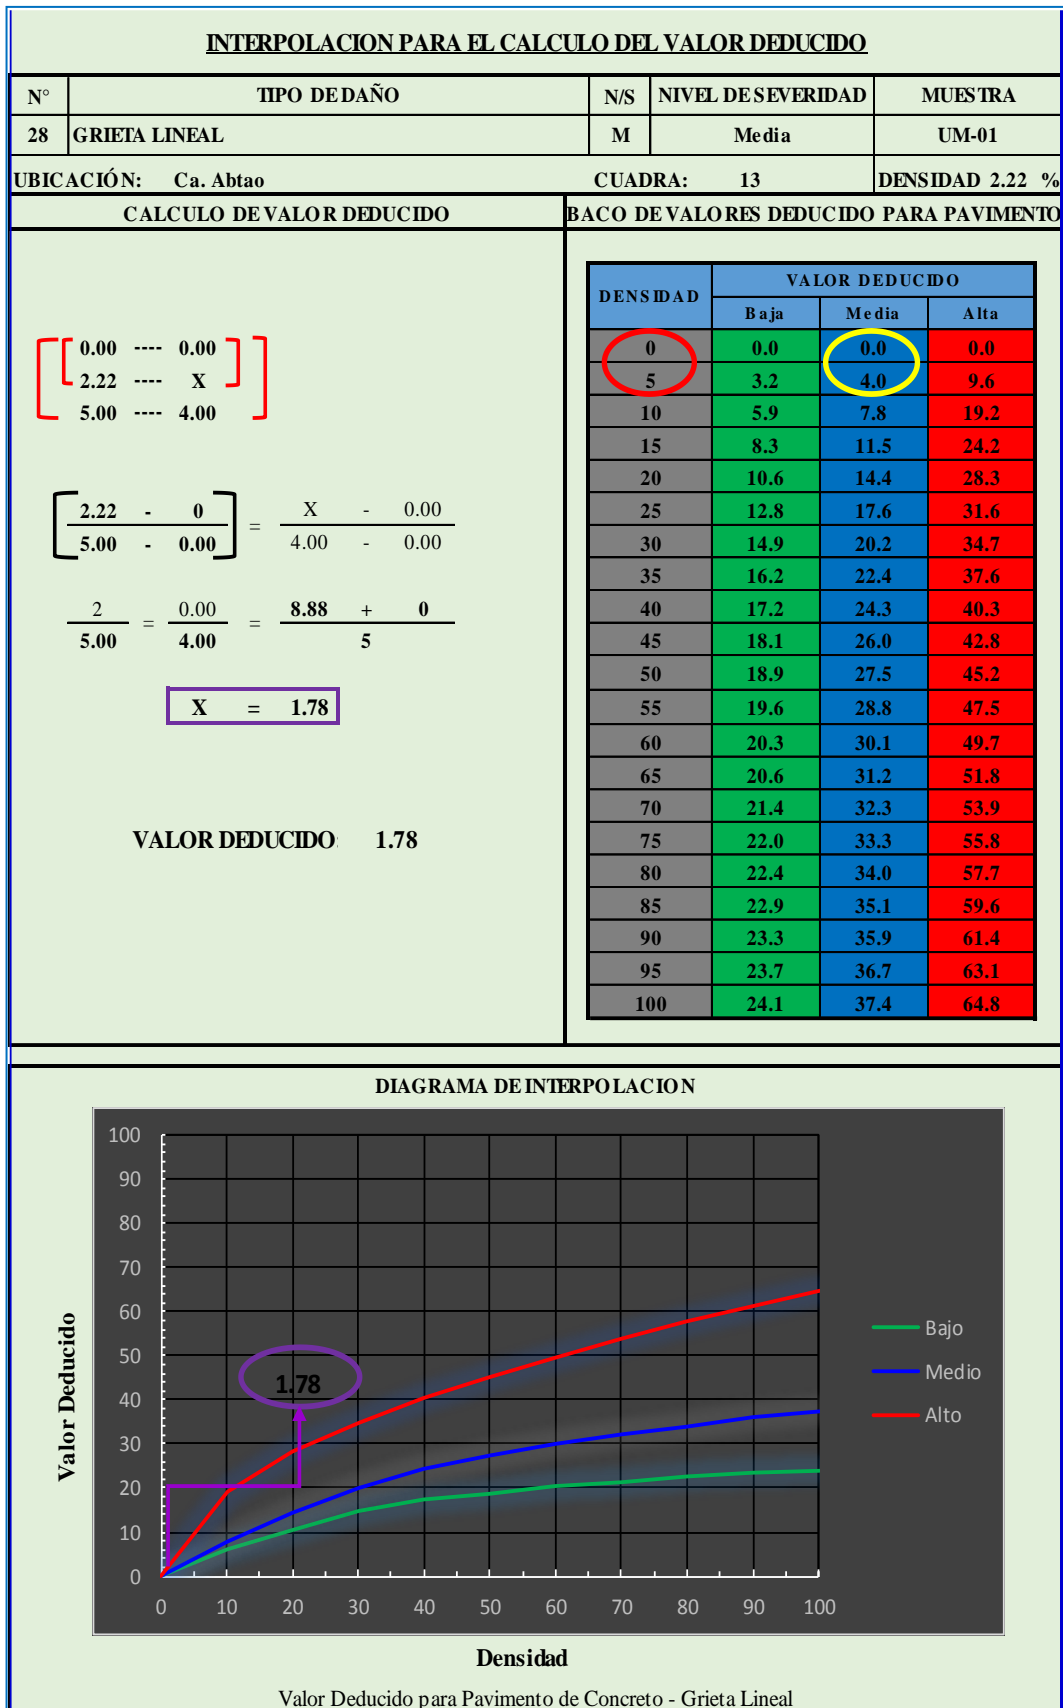 INTERPOLACION PARA EL CALCULO DEL VALOR DEDUCIDO
N° TIPO DE DAÑO N/S NIVEL DE SEVERIDAD MUESTRA
28 GRIETA LINEAL M Media UM-01
UBICACIÓN: Ca. Abtao CUADRA: 13 DENSIDAD 2.22 %
CALCULO DE VALOR DEDUCIDO
0.00 ---- 0.00
2.22 ---- X
5.00 ---- 4.00
2.22 - 0 = X - 0.00
5.00 - 0.00 4.00 - 0.00
2 = 0.00 = 8.88 + 0
5.00 4.00 5
X = 1.78
VALOR DEDUCIDO: 1.78
BACO DE VALORES DEDUCIDO PARA PAVIMENTO
DENSIDAD VALOR DEDUCIDO
Baja Media Alta
0 0.0 0.0 0.0
5 3.2 4.0 9.6
10 5.9 7.8 19.2
15 8.3 11.5 24.2
20 10.6 14.4 28.3
25 12.8 17.6 31.6
30 14.9 20.2 34.7
35 16.2 22.4 37.6
40 17.2 24.3 40.3
45 18.1 26.0 42.8
50 18.9 27.5 45.2
55 19.6 28.8 47.5
60 20.3 30.1 49.7
65 20.6 31.2 51.8
70 21.4 32.3 53.9
75 22.0 33.3 55.8
80 22.4 34.0 57.7
85 22.9 35.1 59.6
90 23.3 35.9 61.4
95 23.7 36.7 63.1
100 24.1 37.4 64.8
DIAGRAMA DE INTERPOLACION
Valor Deducido
100
90
80
70
60
50
40
30
20
10
0
1.78
0 10 20 30 40 50 60 70 80 90 100
Bajo
Medio
Alto
Densidad
Valor Deducido para Pavimento de Concreto - Grieta Lineal